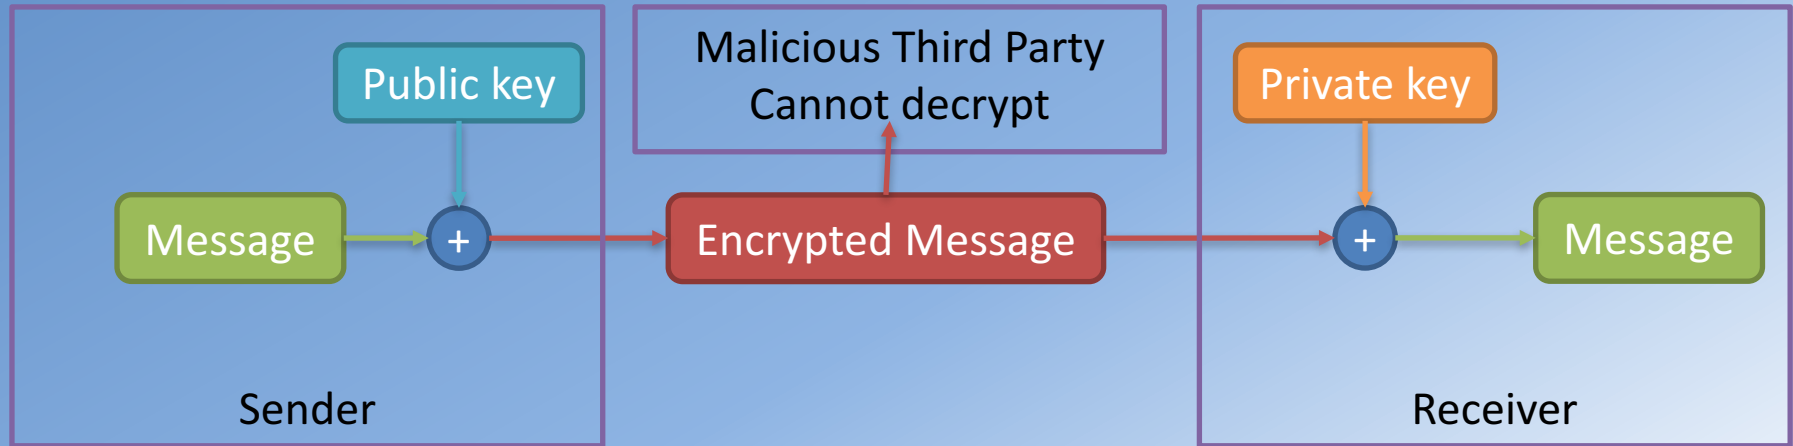 Public key
Malicious Third Party
Cannot decrypt
Private key
Message
+
Encrypted Message
+
Message
Sender
Receiver